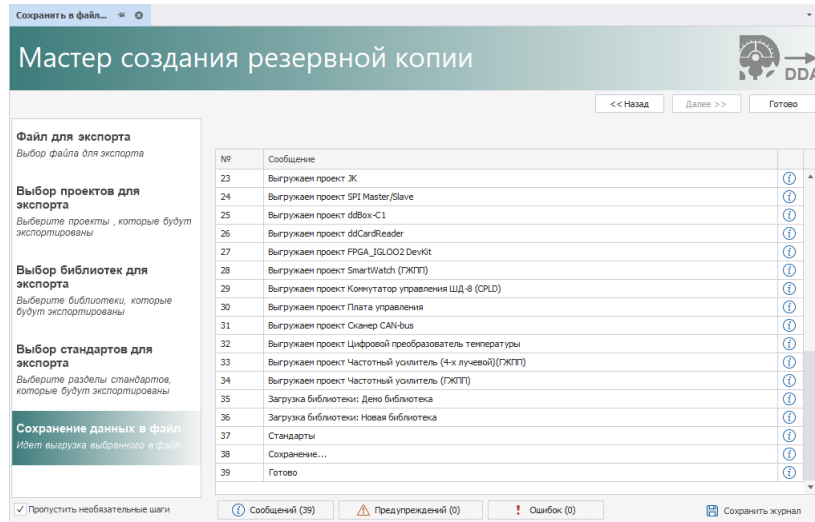 Сохранить в файл...
Мастер создания резервной копии
DDA
<< Назад
Далее >>
Готово
Файл для экспорта
Выбор файла для экспорта
Выбор проектов для
экспорта
Выберите проекты , которые будут
экспортированы
Выбор библиотек для
экспорта
Выберите библиотеки, которые
будут экспортированы
Выбор стандартов для
экспорта
Выберите разделы стандартов,
которые будут экспортированы
Сохранение данных в файл
Идет выгрузка выбранного в файл
Пропустить необязательные шаги
№ Сообщение
23 Выгружаем проект JK
24 Выгружаем проект SPI Master/Slave
25 Выгружаем проект ddBox-C1
26 Выгружаем проект ddCardReader
27 Выгружаем проект FPGA_IGLOO2 DevKit
28 Выгружаем проект SmartWatch (ГЖПП)
29 Выгружаем проект Коммутатор управления ШД-8 (CPLD)
30 Выгружаем проект Плата управления
31 Выгружаем проект Сканер CAN-bus
32 Выгружаем проект Цифровой преобразователь температуры
33 Выгружаем проект Частотный усилитель (4-х лучевой)(ГЖПП)
34 Выгружаем проект Частотный усилитель (ГЖПП)
35 Загрузка библиотеки: Демо библиотека
36 Загрузка библиотеки: Новая библиотека
37 Стандарты
38 Сохранение...
39 Готово
Сообщений (39)
Предупреждений (0)
Ошибок (0)
Сохранить журнал